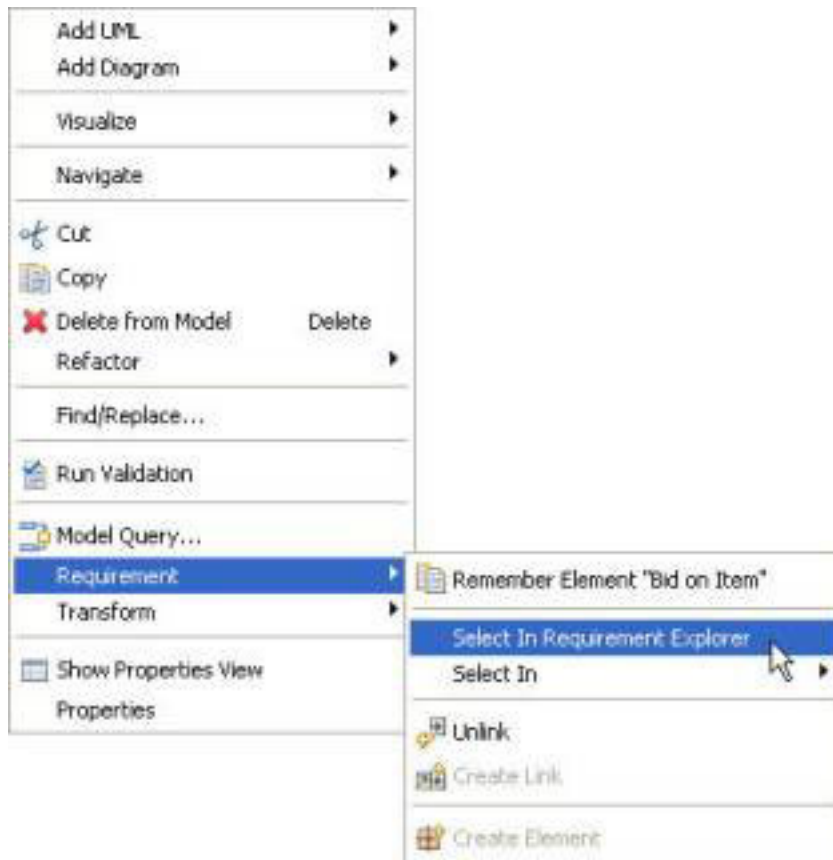 Add UML
Add Diagram
Visualize
Navigate
Cut
Copy
Delete from Model Delete
Refactor
Find/Replace...
Run Validation
Model Query...
Requirement
Transform
Show Properties View
Properties
Remember Element "Bid on Item"
Select In Requirement Explorer
Select In
Unlink
Create Link
Create Element